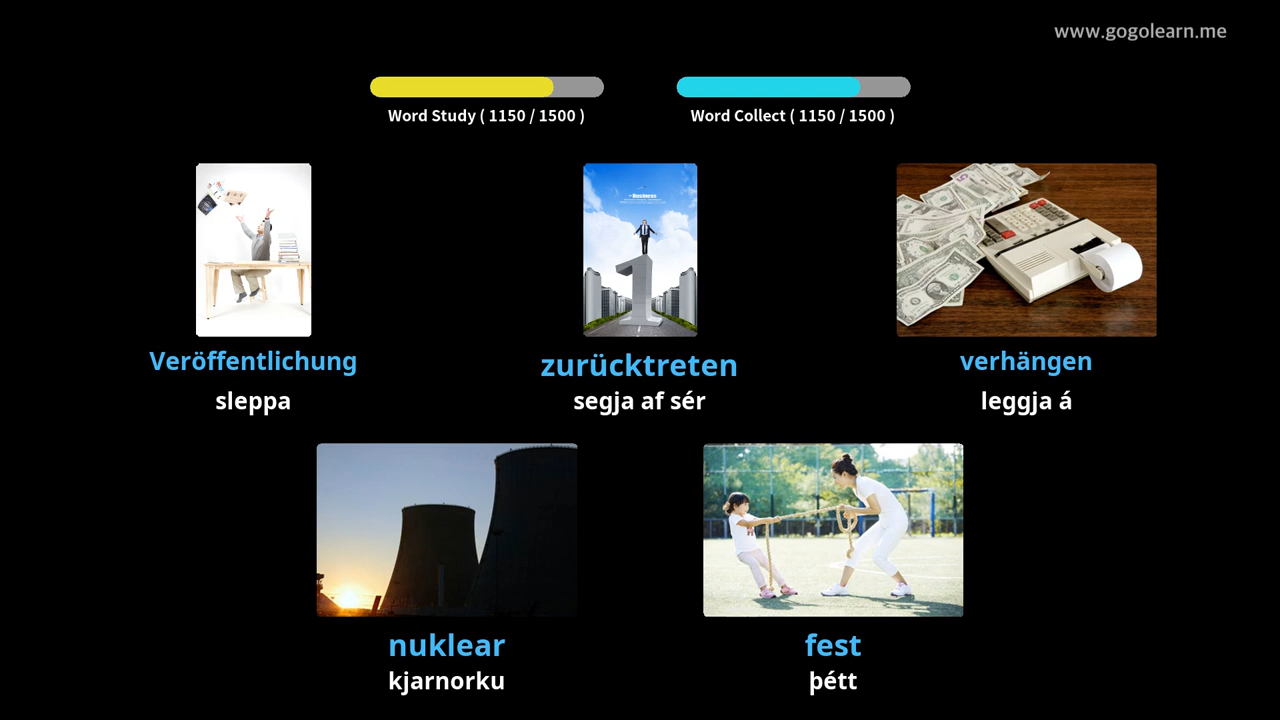 www.gogolearn.me
Word Study ( 1150 / 1500 )
Word Collect ( 1150 / 1500 )
Business
Veröffentlichung
zurücktreten
verhängen
sleppa
segja af sér
leggja á
nuklear
fest
kjarnorku
þétt